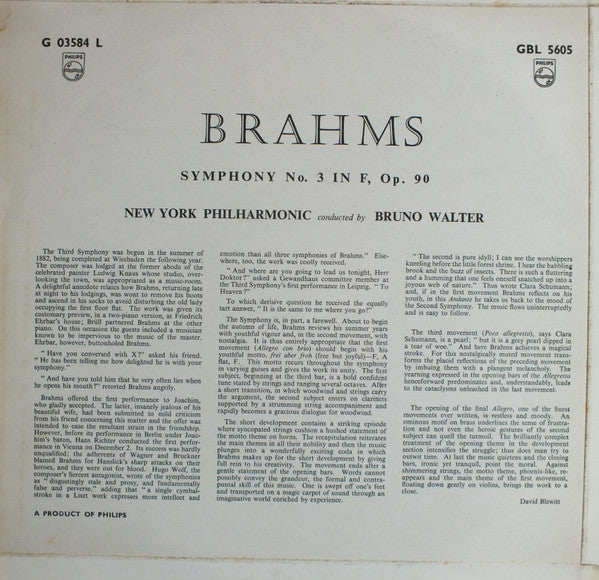 G 03584 L
PHILIPS
GBL 5605
PHILIPS
BRAHMS
SYMPHONY No. 3 IN F, Op. 90
NEW YORK PHILHARMONIC conducted by BRUNO WALTER
The Third Symphony was begun in the summer of
1882, being completed at Wiesbaden the following year.
The composer was lodged at the former abode of the
celebrated painter Ludwig Knaus whose studio, over-
looking the town, was appropriated as a music-room.
A delightful anecdote relates how Brahms, returning late
at night to his lodgings, was wont to remove his boots
and ascend in his socks to avoid disturbing the old lady
occupying the first floor flat. The work was given its
customary preview, in a two-piano version, at Friedrich
Ehrbar's house; Brüll partnered Brahms at the other
piano. On this occasion the guests included a musician
known to be impervious to the music of the master.
Ehrbar, however, buttonholed Brahms.
" Have you conversed with X?" asked his friend.
" He has been telling me how delighted he is with your
symphony."
" And have you told him that he very often lies when
he opens his mouth?" retorted Brahms angrily.
Brahms offered the first performance to Joachim,
who gladly accepted. The latter, insanely jealous of his
beautiful wife, had been submitted to mild criticism
from his friend concerning this matter and the offer was
intended to ease the resultant strain in the friendship.
However, before its performance in Berlin under Joac-
him's baton, Hans Richter conducted the first perfor-
mance in Vienna on December 2. Its success was hardly
unqualified; the adherents of Wagner and Bruckner
blamed Brahms for Hanslick's sharp attacks on their
heroes, and they were out for blood. Hugo Wolf, the
composer's fiercest antagonist, wrote of the symphonies
as " disgustingly stale and prosy, and fundamentally
false and perverse," adding that " a single cymbal-
stroke in a Liszt work expresses more intellect and
A PRODUCT OF PHILIPS
emotion than all three symphonies of Brahms." Else-
where, too, the work was coolly received.
" And where are you going to lead us tonight, Herr
Doktor?" asked a Gewandhaus committee member at
the Third Symphony's first performance in Leipzig. " To
Heaven?"
To which derisive question he received the equally
tart answer, " It is the same to me where you go!"
The Symphony is, in part, a farewell. About to begin
the autumn of life, Brahms reviews his summer years
with youthful vigour and, in the second movement, with
nostalgia. It is thus entirely appropriate that the first
movement (Allegro con brio) should begin with his
youthful motto, frei aber froh (free but joyful)—F, A
flat, F. This motto recurs throughout the symphony
in varying guises and gives the work its unity. The first
subject, beginning at the third bar, is a bold confident
tune stated by strings and ranging several octaves. After
a short transition, in which woodwind and strings carry
the argument, the second subject enters on clarinets
supported by a strumming string accompaniment and
rapidly becomes a gracious dialogue for woodwind.
The short development contains a striking episode
where syncopated strings cushion a hushed statement of
the motto theme on horns. The recapitulation reiterates
the main themes in all their nobility and then the music
plunges into a wonderfully exciting coda in which
Brahms makes up for the short development by giving
full rein to his creativity. The movement ends after a
gentle statement of the opening bars. Words cannot
possibly convey the grandeur, the formal and contra-
puntal skill of this music. One is swept off one's feet
and transported on a magic carpet of sound through an
imaginative world enriched by experience.
" The second is pure idyll; I can see the worshippers
kneeling before the little forest shrine. I hear the babbling
brook and the buzz of insects. There is such a fluttering
and a humming that one feels oneself snatched up into a
joyous web of nature." Thus wrote Clara Schumann;
and, if in the first movement Brahms reflects on his
youth, in this Andante he takes us back to the mood of
the Second Symphony. The music flows uninterruptedly
and is easy to follow.
The third movement (Poco allegretto), says Clara
Schumann, is a pearl; " but it is a grey pearl dipped in
a tear of woe." And here Brahms achieves a magical
stroke. For this nostalgically muted movement trans-
forms the placid reflections of the preceding movement
by imbuing them with a plangent melancholy. The
yearning expressed in the opening bars of the Allegretto
henceforward predominates and, understandably, leads
to the cataclysms unleashed in the last movement.
The opening of the final Allegro, one of the finest
movements ever written, is restless and moody. An
ominous motif on brass underlines the sense of frustra-
tion and not even the heroic gestures of the second
subject can quell the turmoil. The brilliantly complex
treatment of the opening theme in the development
section intensifies the struggle; thus does man try to
outwit time. At last the music quietens and the closing
bars, ironic yet tranquil, point the moral. Against
shimmering strings, the motto theme, phoenix-like, re-
appears and the main theme of the first movement,
floating down gently on violins, brings the work to a
close.
David Blewitt